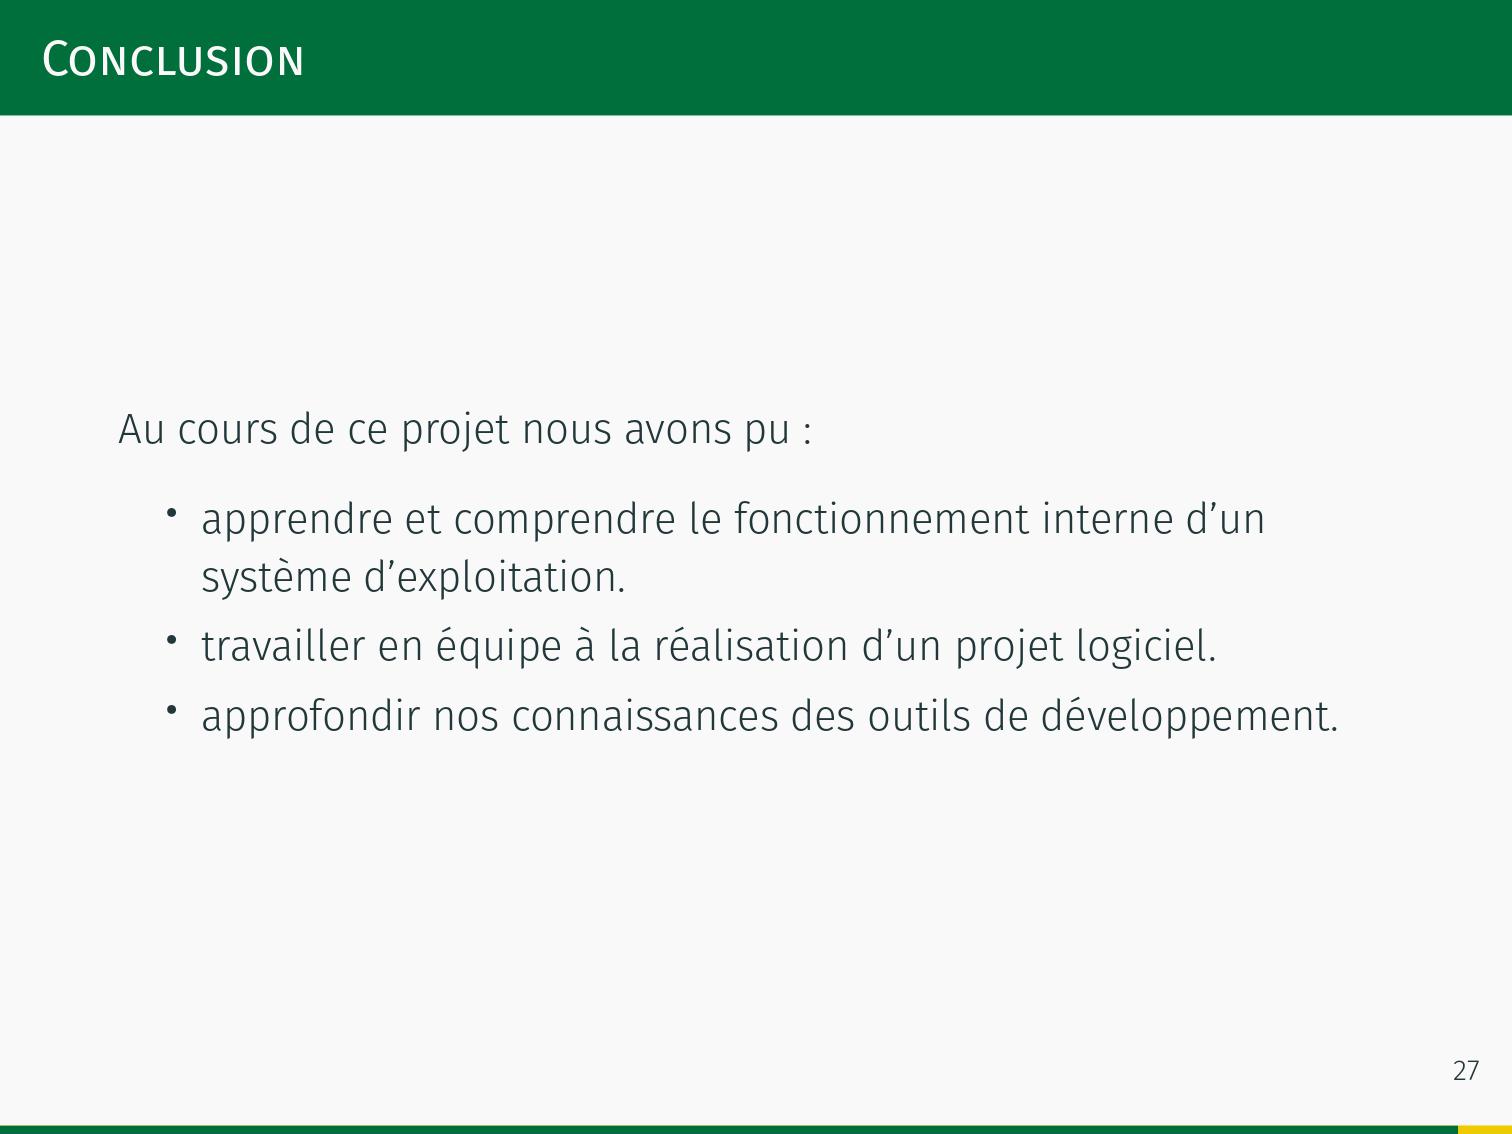 Conclusion
Au cours de ce projet nous avons pu :
• apprendre et comprendre le fonctionnement interne d’un
système d’exploitation.
• travailler en équipe à la réalisation d’un projet logiciel.
• approfondir nos connaissances des outils de développement.
27